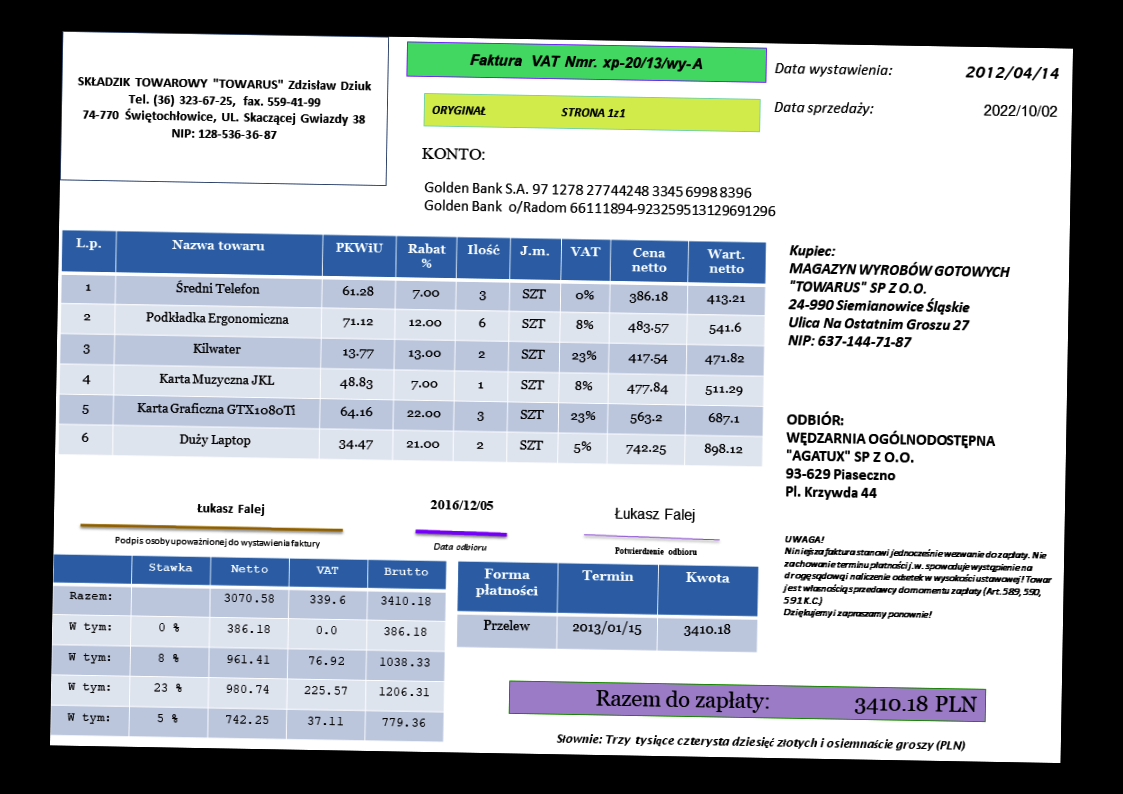 SKŁADZIK TOWAROWY "TOWARUS" Zdzisław Dziuk
Tel. (36) 323-67-25, fax. 559-41-99
74-770 Świętochłowice, UL. Skaczącej Gwiazdy 38
NIP: 128-536-36-87
Faktura VAT Nmr. xp-20/13/wy-A
ORYGINAŁ STRONA 1z1
Data wystawienia: 2012/04/14
Data sprzedaży: 2022/10/02
KONTO:
Golden Bank S.A. 97 1278 27744248 3345 6998 8396
Golden Bank o/Radom 66111894-923259513129691296
L.p. Nazwa towaru PKWiU Rabat % Ilość J.m. VAT Cena netto Wart. netto
1 Średni Telefon 61.28 7.00 3 SZT 0% 386.18 413.21
2 Podkładka Ergonomiczna 71.12 12.00 6 SZT 8% 483.57 541.6
3 Kilwater 13.77 13.00 2 SZT 23% 417.54 471.82
4 Karta Muzyczna JKL 48.83 7.00 1 SZT 8% 477.84 511.29
5 Karta Graficzna GTX1080Ti 64.16 22.00 3 SZT 23% 563.2 687.1
6 Duży Laptop 34.47 21.00 2 SZT 5% 742.25 898.12
Kupiec:
MAGAZYN WYROBÓW GOTOWYCH
"TOWARUS" SP Z O.O.
24-990 Siemianowice Śląskie
Ulica Na Ostatnim Groszu 27
NIP: 637-144-71-87
ODBIÓR:
WĘDZARNIA OGÓLNODOSTĘPNA
"AGATUX" SP Z O.O.
93-629 Piaseczno
Pl. Krzywda 44
Łukasz Falej
Podpis osoby upoważnionej do wystawienia faktury
2016/12/05
Data odbioru
Łukasz Falej
Potwierdzenie odbioru
UWAGA!
Niniejsza faktura stanowi jednocześnie wezwanie do zapłaty. Nie
zachowanie terminu płatności j.w. spowoduje wystąpienie na
drogę sądową i naliczenie odsetek w wysokości ustawowej! Towar
jest własnością sprzedawcy do momentu zapłaty (Art. 589, 590,
591 K.C.)
Dziękujemy i zapraszamy ponownie!
Stawka Netto VAT Brutto
Razem: 3070.58 339.6 3410.18
W tym: 0 % 386.18 0.0 386.18
W tym: 8 % 961.41 76.92 1038.33
W tym: 23 % 980.74 225.57 1206.31
W tym: 5 % 742.25 37.11 779.36
Forma płatności Termin Kwota
Przelew 2013/01/15 3410.18
Razem do zapłaty: 3410.18 PLN
Słownie: Trzy tysiące czterysta dziesięć złotych i osiemnaście groszy (PLN)